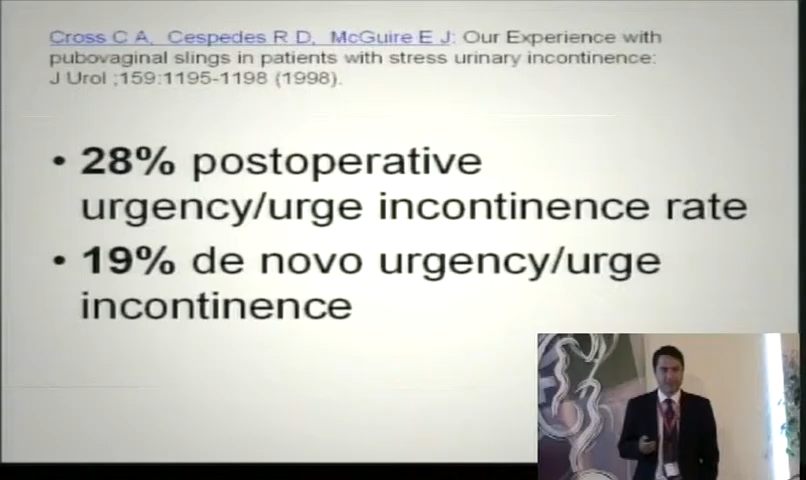 Cross C A, Cespedes R D, McGuire E J: Our Experience with
pubovaginal slings in patients with stress urinary incontinence:
J Urol ;159:1195-1198 (1998).
• 28% postoperative
urgency/urge incontinence rate
• 19% de novo urgency/urge
incontinence